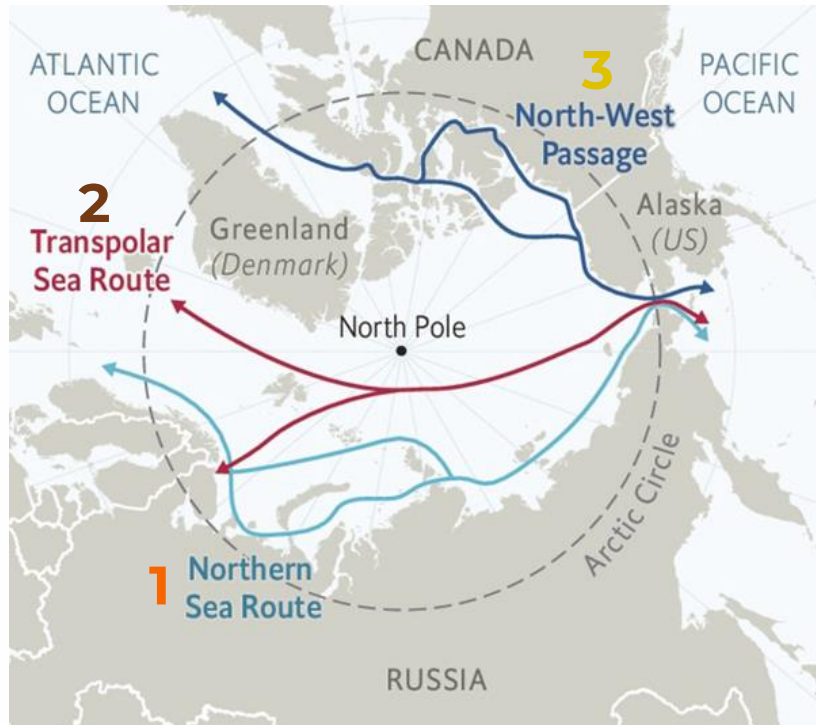 CANADA
ATLANTIC
OCEAN
3
PACIFIC
OCEAN
North-West
Passage
2
Transpolar
Sea Route
Greenland
(Denmark)
Alaska
(US)
North Pole
Arctic Circle
1
Northern
Sea Route
RUSSIA